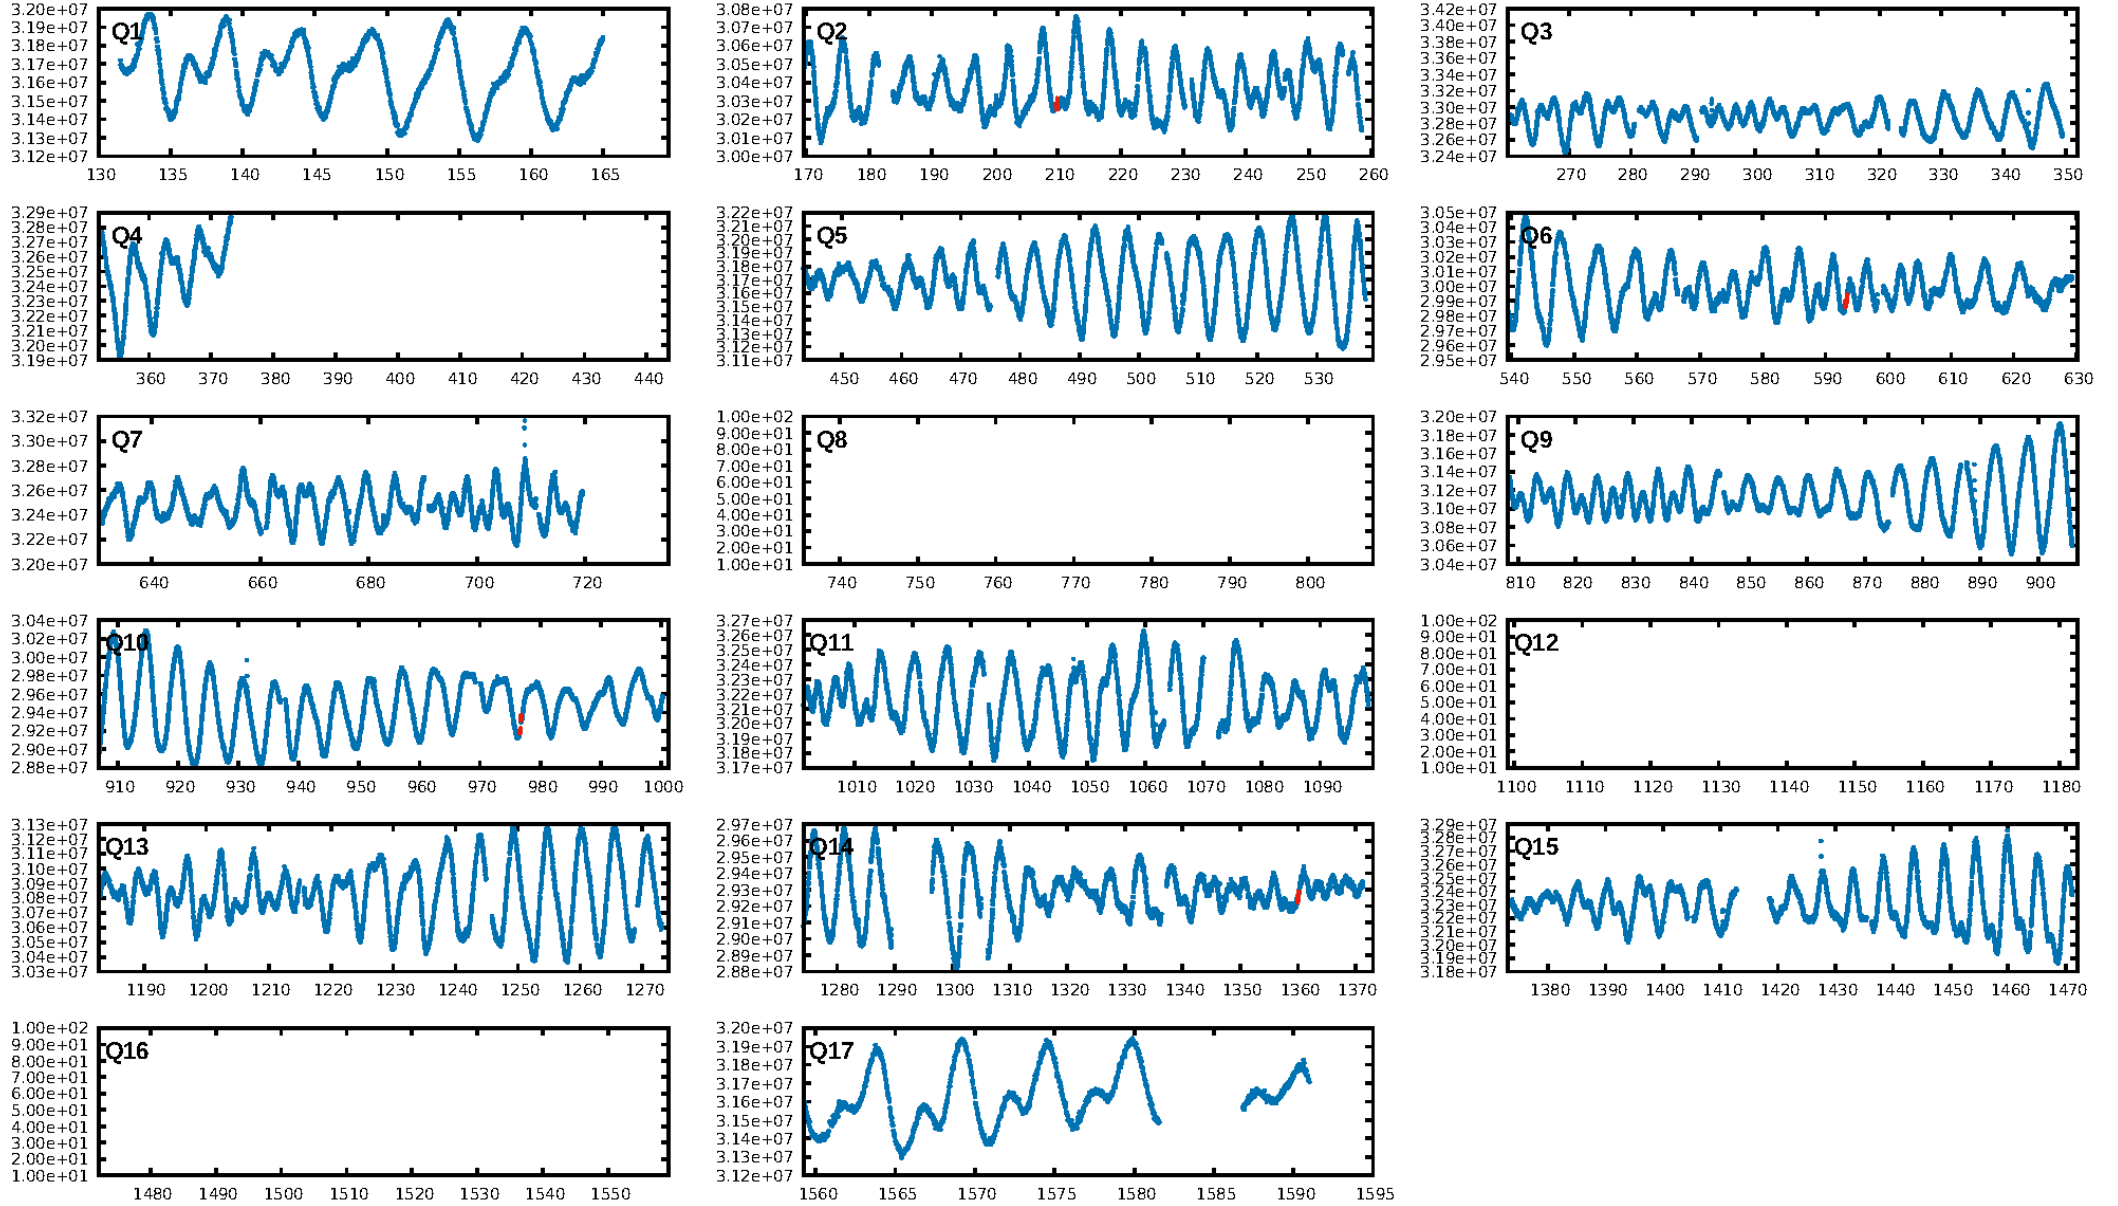 3.20e+07
3.19e+07
3.18e+07
3.17e+07
3.16e+07
3.15e+07
3.14e+07
3.13e+07
3.12e+07
Q1
130 135 140 145 150 155 160 165
3.08e+07
3.07e+07
3.06e+07
3.05e+07
3.04e+07
3.03e+07
3.02e+07
3.01e+07
3.00e+07
Q2
170 180 190 200 210 220 230 240 250 260
3.42e+07
3.40e+07
3.38e+07
3.36e+07
3.34e+07
3.32e+07
3.30e+07
3.28e+07
3.26e+07
3.24e+07
Q3
270 280 290 300 310 320 330 340 350
3.29e+07
3.28e+07
3.27e+07
3.26e+07
3.25e+07
3.24e+07
3.23e+07
3.22e+07
3.21e+07
3.20e+07
3.19e+07
Q4
360 370 380 390 400 410 420 430 440
3.22e+07
3.21e+07
3.20e+07
3.19e+07
3.18e+07
3.17e+07
3.16e+07
3.15e+07
3.14e+07
3.13e+07
3.12e+07
3.11e+07
Q5
450 460 470 480 490 500 510 520 530
3.05e+07
3.04e+07
3.03e+07
3.02e+07
3.01e+07
3.00e+07
2.99e+07
2.98e+07
2.97e+07
2.96e+07
2.95e+07
Q6
540 550 560 570 580 590 600 610 620 630
3.32e+07
3.30e+07
3.28e+07
3.26e+07
3.24e+07
3.22e+07
3.20e+07
Q7
640 660 680 700 720
1.00e+02
9.00e+01
8.00e+01
7.00e+01
6.00e+01
5.00e+01
4.00e+01
3.00e+01
2.00e+01
1.00e+01
Q8
740 750 760 770 780 790 800
3.20e+07
3.18e+07
3.16e+07
3.14e+07
3.12e+07
3.10e+07
3.08e+07
3.06e+07
3.04e+07
Q9
810 820 830 840 850 860 870 880 890 900
3.04e+07
3.02e+07
3.00e+07
2.98e+07
2.96e+07
2.94e+07
2.92e+07
2.90e+07
2.88e+07
Q10
910 920 930 940 950 960 970 980 990 1000
3.27e+07
3.26e+07
3.25e+07
3.24e+07
3.23e+07
3.22e+07
3.21e+07
3.20e+07
3.19e+07
3.18e+07
3.17e+07
Q11
1010 1020 1030 1040 1050 1060 1070 1080 1090
1.00e+02
9.00e+01
8.00e+01
7.00e+01
6.00e+01
5.00e+01
4.00e+01
3.00e+01
2.00e+01
1.00e+01
Q12
1100 1110 1120 1130 1140 1150 1160 1170 1180
3.13e+07
3.12e+07
3.11e+07
3.10e+07
3.09e+07
3.08e+07
3.07e+07
3.06e+07
3.05e+07
3.04e+07
3.03e+07
Q13
1190 1200 1210 1220 1230 1240 1250 1260 1270
2.97e+07
2.96e+07
2.95e+07
2.94e+07
2.93e+07
2.92e+07
2.91e+07
2.90e+07
2.89e+07
2.88e+07
Q14
1280 1290 1300 1310 1320 1330 1340 1350 1360 1370
3.29e+07
3.28e+07
3.27e+07
3.26e+07
3.25e+07
3.24e+07
3.23e+07
3.22e+07
3.21e+07
3.20e+07
3.19e+07
3.18e+07
Q15
1380 1390 1400 1410 1420 1430 1440 1450 1460 1470
1.00e+02
9.00e+01
8.00e+01
7.00e+01
6.00e+01
5.00e+01
4.00e+01
3.00e+01
2.00e+01
1.00e+01
Q16
1480 1490 1500 1510 1520 1530 1540 1550
3.20e+07
3.19e+07
3.18e+07
3.17e+07
3.16e+07
3.15e+07
3.14e+07
3.13e+07
3.12e+07
Q17
1560 1565 1570 1575 1580 1585 1590 1595